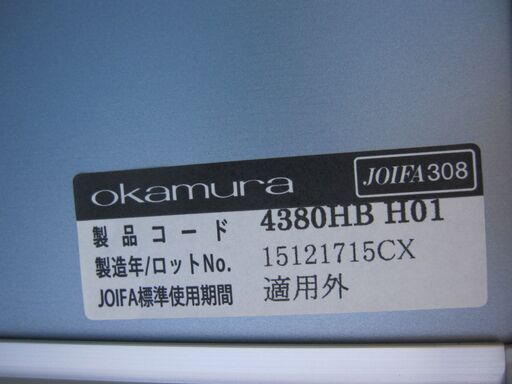 okamura JOIFA308
製品コード 4380HB H01
製造年/ロットNo. 15121715CX
JOIFA標準使用期間 適用外